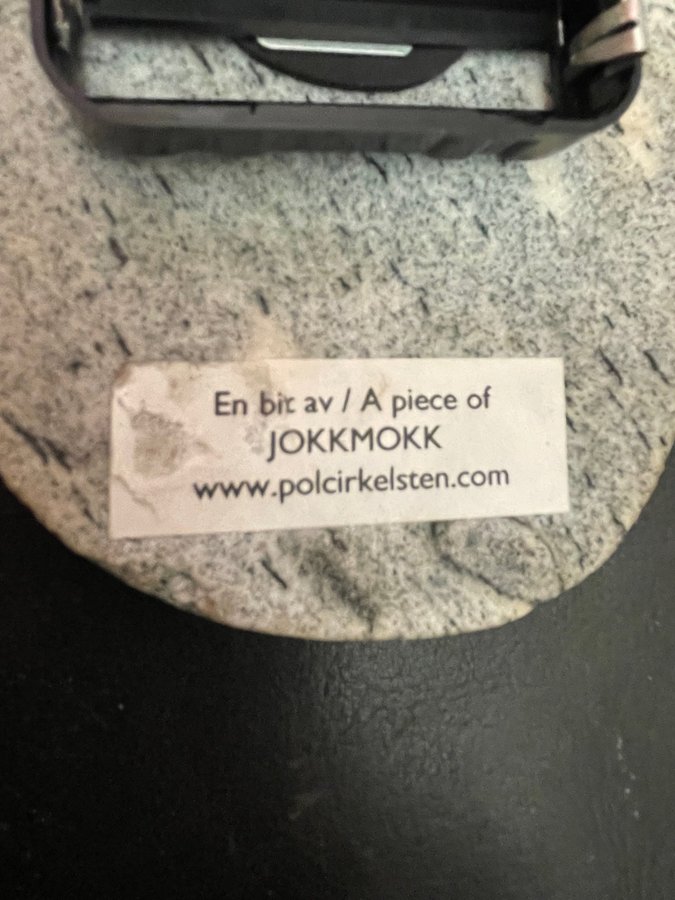 En bit av / A piece of
JOKKMOKK
www.polcirkelsten.com